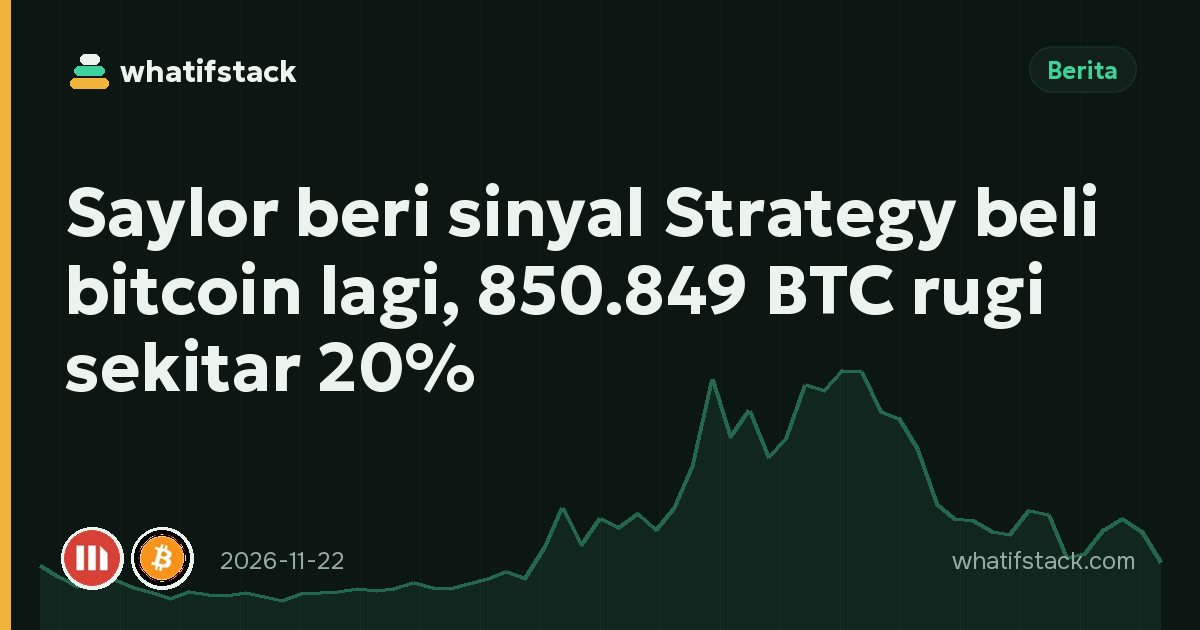 whatifstack
Berita
Saylor beri sinyal Strategy beli
bitcoin lagi, 850.849 BTC rugi
sekitar 20%
2026-11-22
whatifstack.com